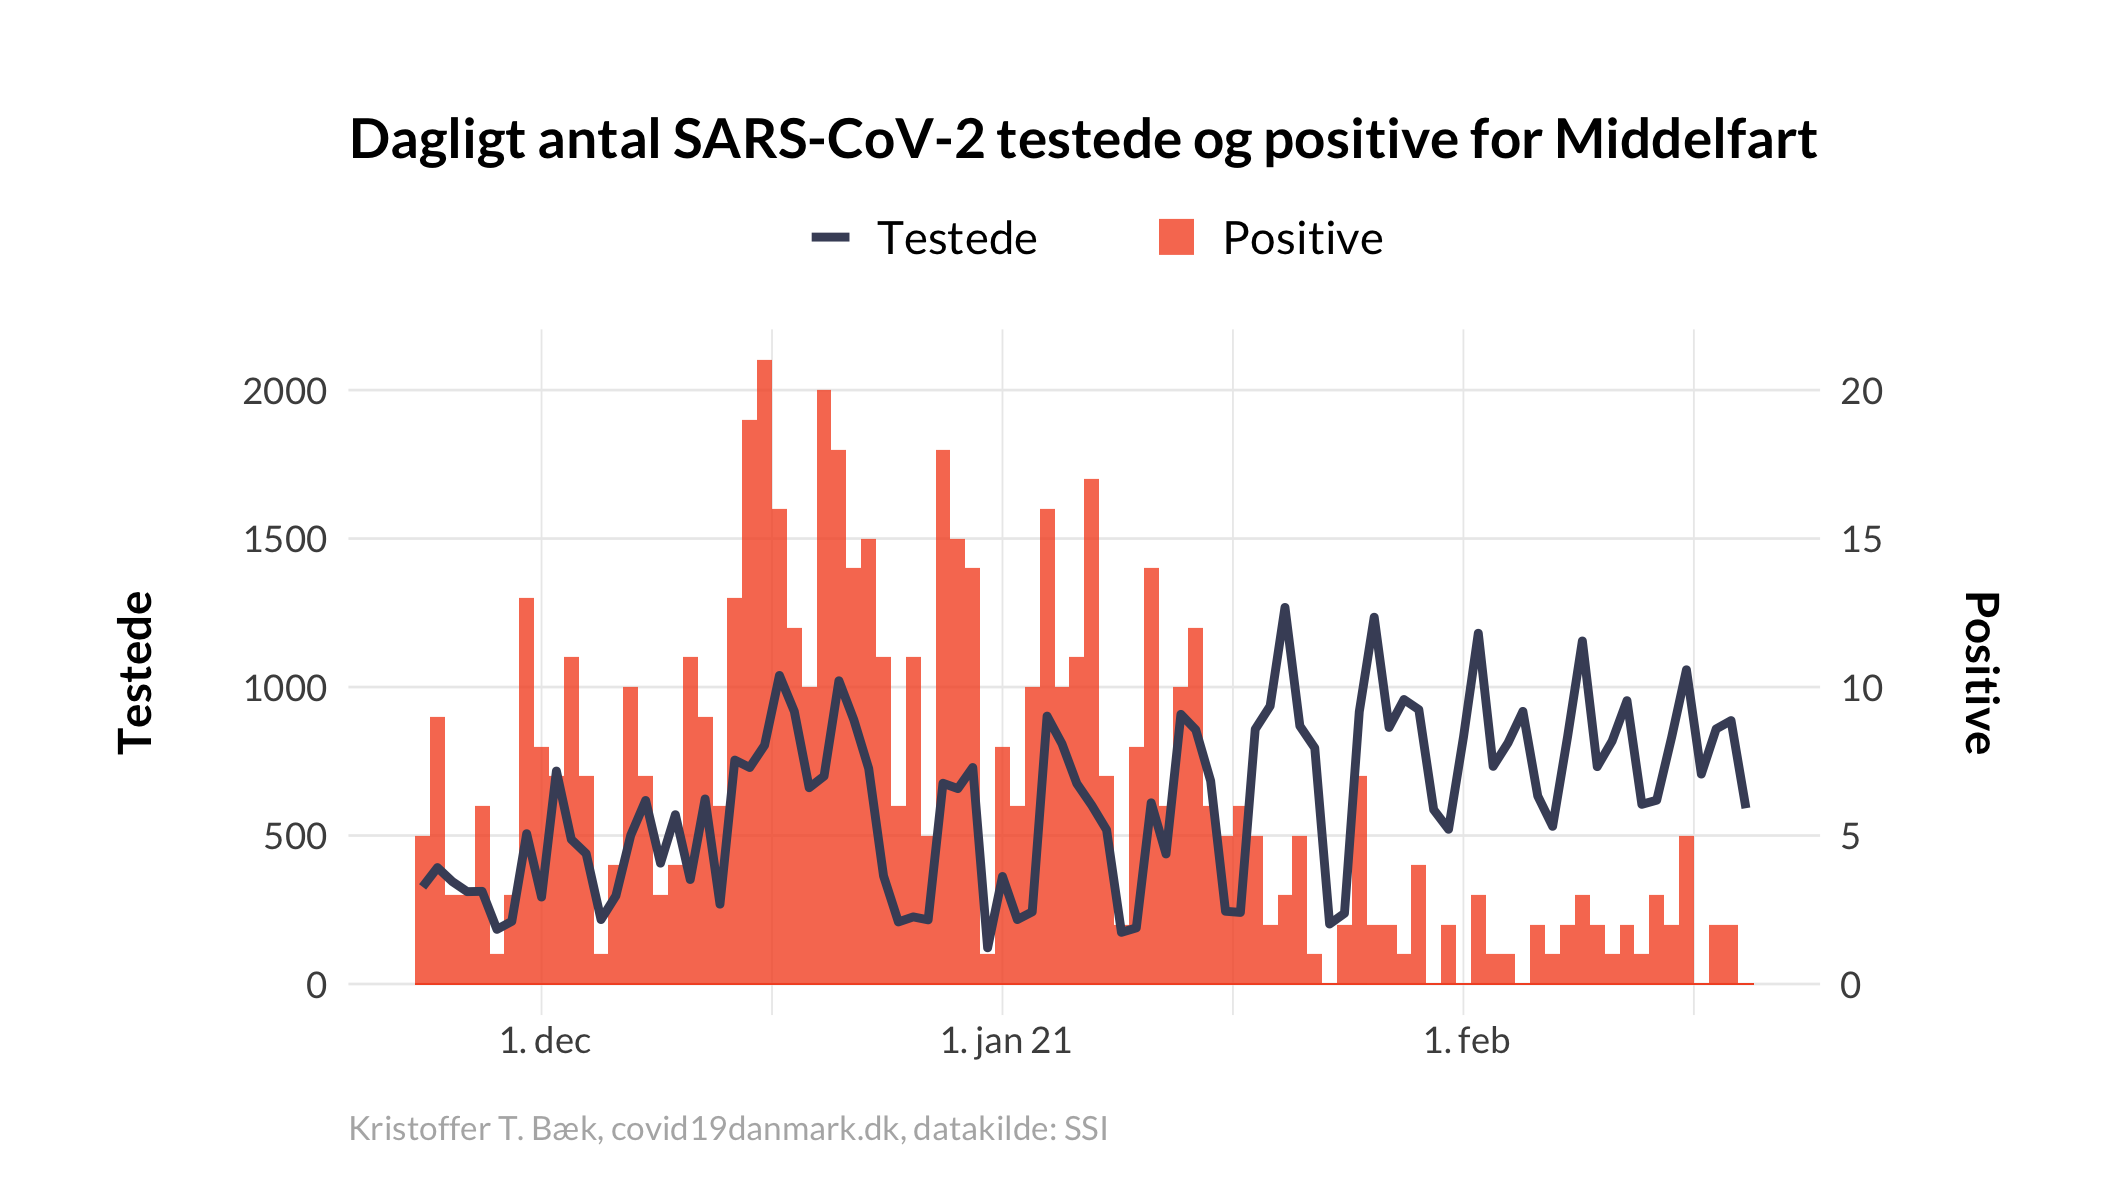 Dagligt antal SARS-CoV-2 testede og positive for Middelfart
Testede
Positive
2000
1500
1000
500
0
Testede
20
15
10
5
0
Positive
1. dec
1. jan 21
1. feb
Kristoffer T. Bæk, covid19danmark.dk, datakilde: SSI